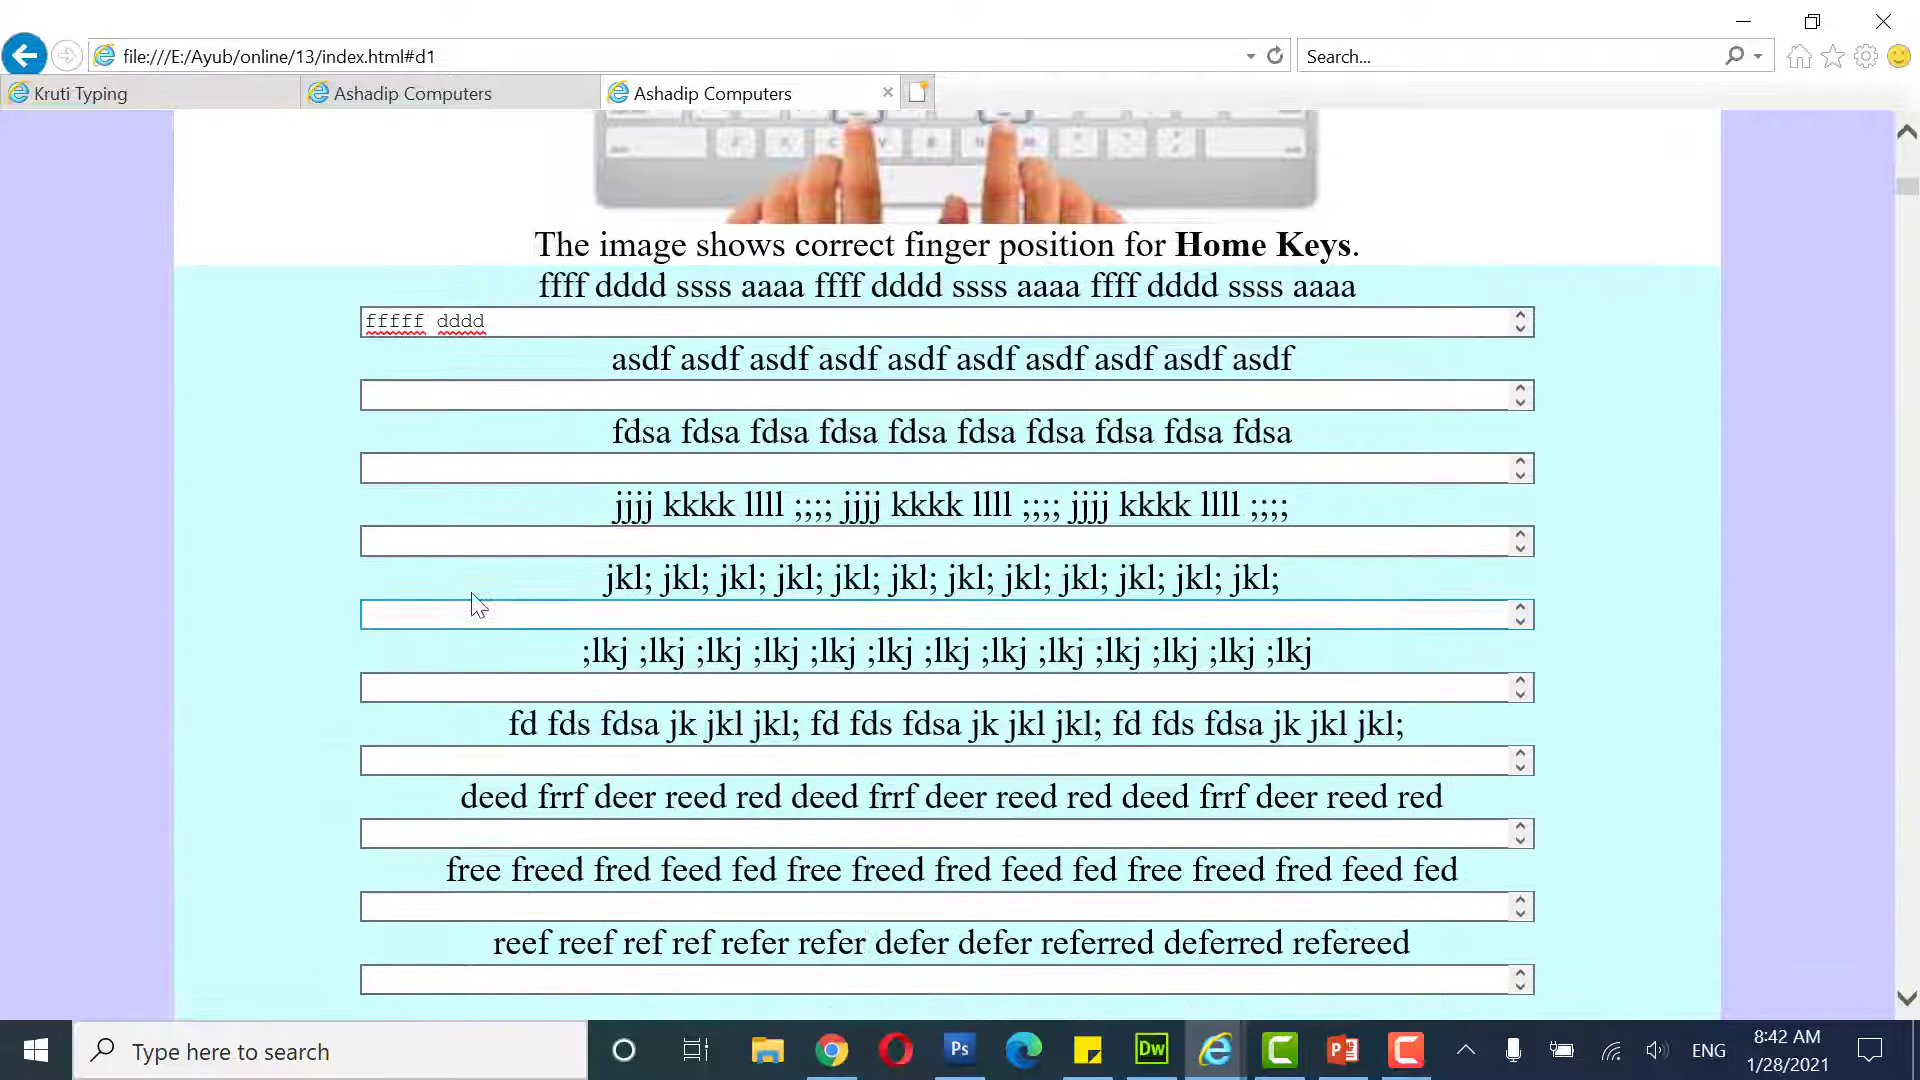 file:///E:/Ayub/online/13/index.html#d1
Search...
Kruti Typing
Ashadip Computers
Ashadip Computers
The image shows correct finger position for Home Keys.
ffff dddd ssss aaaa ffff dddd ssss aaaa ffff dddd ssss aaaa
fffff dddd
asdf asdf asdf asdf asdf asdf asdf asdf asdf asdf
fdsa fdsa fdsa fdsa fdsa fdsa fdsa fdsa fdsa fdsa
jjjj kkkk llll ;;;; jjjj kkkk llll ;;;; jjjj kkkk llll ;;;;
jkl; jkl; jkl; jkl; jkl; jkl; jkl; jkl; jkl; jkl; jkl; jkl;
;lkj ;lkj ;lkj ;lkj ;lkj ;lkj ;lkj ;lkj ;lkj ;lkj ;lkj ;lkj ;lkj
fd fds fdsa jk jkl jkl; fd fds fdsa jk jkl jkl; fd fds fdsa jk jkl jkl;
deed frrf deer reed red deed frrf deer reed red deed frrf deer reed red
free freed fred feed fed free freed fred feed fed free freed fred feed fed
reef reef ref ref refer refer defer defer referred deferred refereed
Type here to search
Ps
Dw
ENG
8:42 AM
1/28/2021